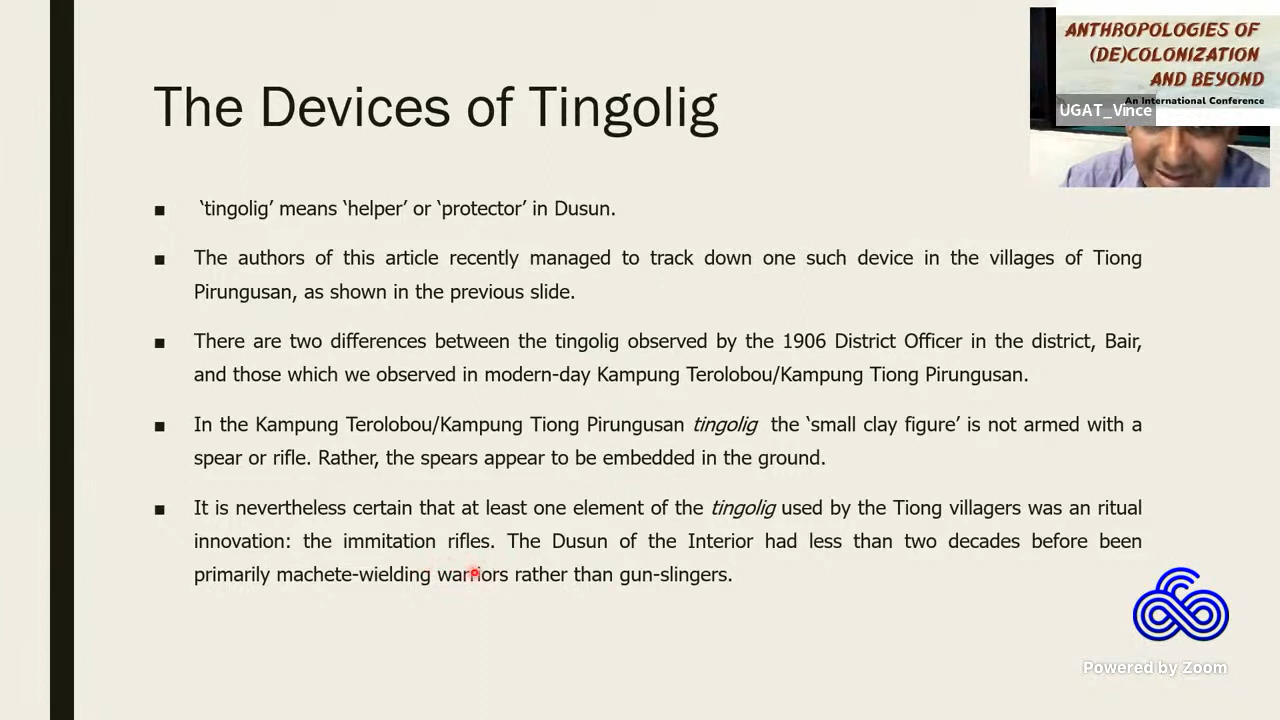 ANTHROPOLOGIES OF
(DE)COLONIZATION
AND BEYOND
An International Conference
UGAT_Vince
The Devices of Tingolig
■ ‘tingolig’ means ‘helper’ or ‘protector’ in Dusun.
■ The authors of this article recently managed to track down one such device in the villages of Tiong
Pirungusan, as shown in the previous slide.
■ There are two differences between the tingolig observed by the 1906 District Officer in the district, Bair,
and those which we observed in modern-day Kampung Terolobou/Kampung Tiong Pirungusan.
■ In the Kampung Terolobou/Kampung Tiong Pirungusan tingolig the ‘small clay figure’ is not armed with a
spear or rifle. Rather, the spears appear to be embedded in the ground.
■ It is nevertheless certain that at least one element of the tingolig used by the Tiong villagers was an ritual
innovation: the immitation rifles. The Dusun of the Interior had less than two decades before been
primarily machete-wielding warriors rather than gun-slingers.
Powered by Zoom